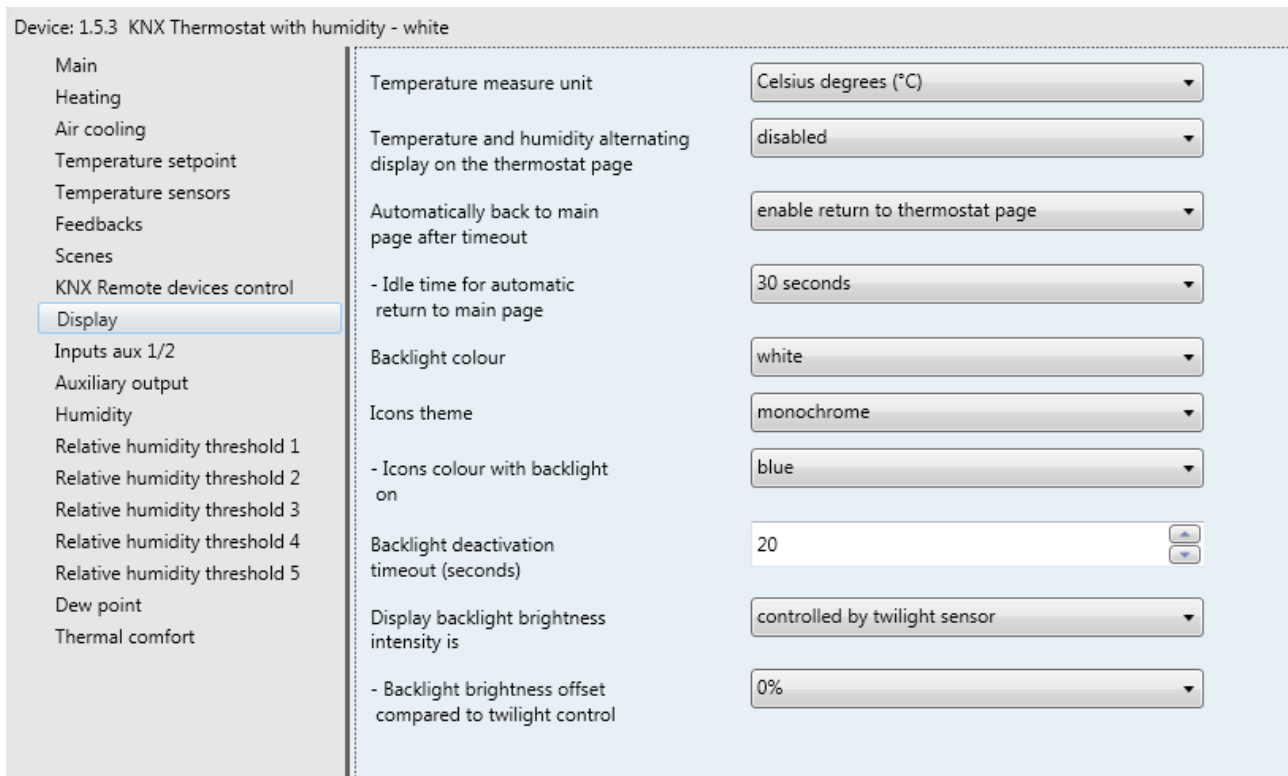 Device: 1.5.3 KNX Thermostat with humidity - white
Main
Heating
Air cooling
Temperature setpoint
Temperature sensors
Feedbacks
Scenes
KNX Remote devices control
Display
Inputs aux 1/2
Auxiliary output
Humidity
Relative humidity threshold 1
Relative humidity threshold 2
Relative humidity threshold 3
Relative humidity threshold 4
Relative humidity threshold 5
Dew point
Thermal comfort
Temperature measure unit
Celsius degrees (°C)
Temperature and humidity alternating
display on the thermostat page
disabled
Automatically back to main
page after timeout
enable return to thermostat page
- Idle time for automatic
return to main page
30 seconds
Backlight colour
white
Icons theme
monochrome
- Icons colour with backlight
on
blue
Backlight deactivation
timeout (seconds)
20
Display backlight brightness
intensity is
controlled by twilight sensor
- Backlight brightness offset
compared to twilight control
0%